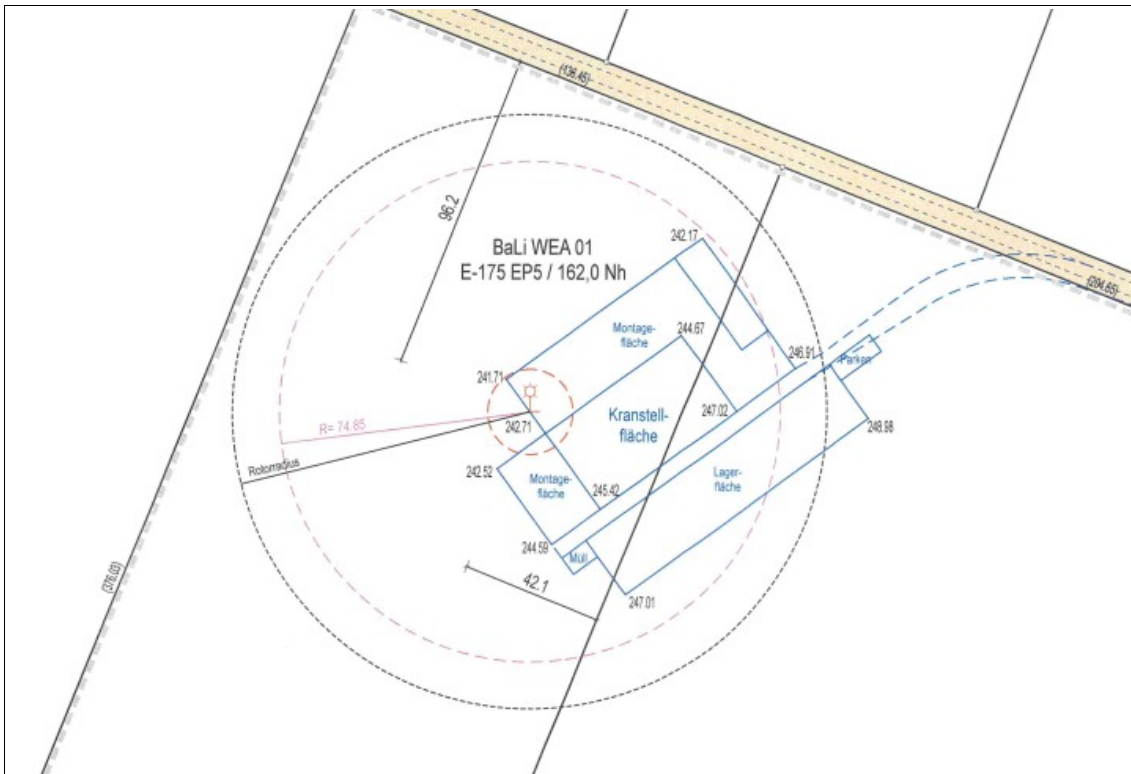 (136.45)
96.2
BaLi WEA 01
E-175 EP5 / 162,0 Nh
242.17
(204.65)
Montage-
fläche
244.67
246.91
Parken
241.71
R= 74.85
242.71
Kranstell-
fläche
247.02
248.98
Rotorradius
242.52
Montage-
fläche
245.42
Lager-
fläche
244.59
Müll
(376.03)
42.1
247.01